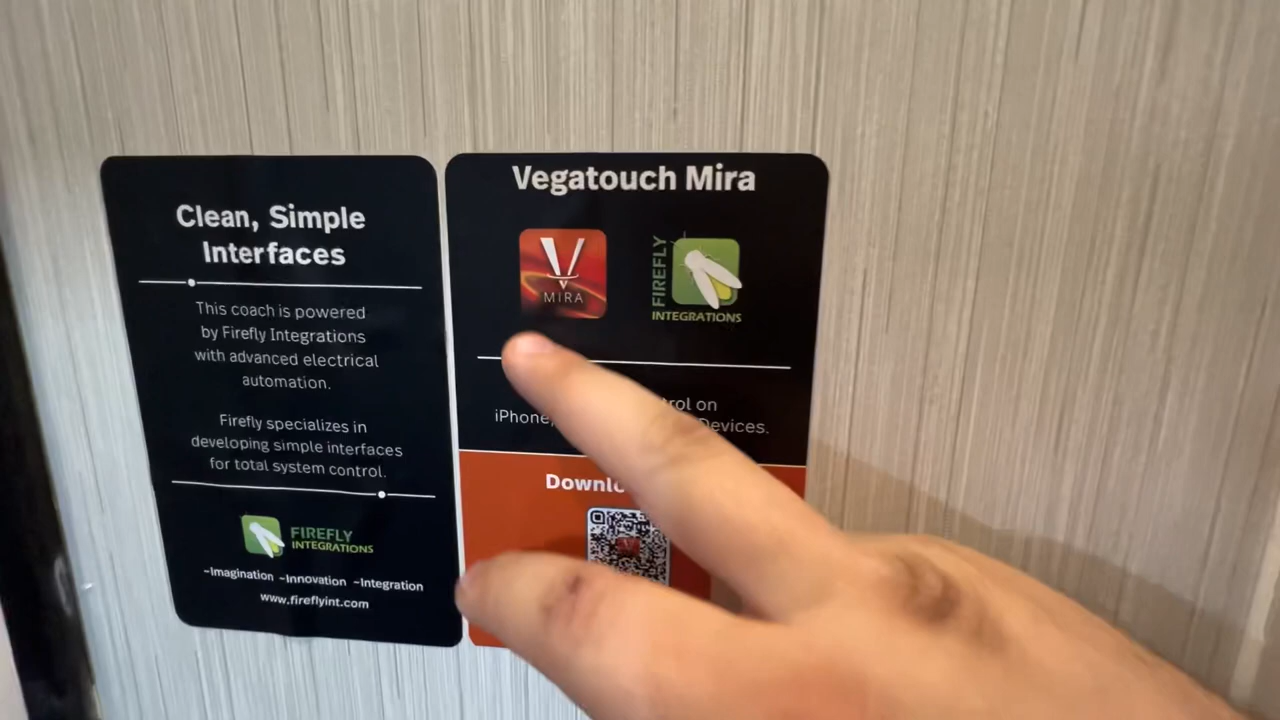 Clean, Simple
Interfaces
This coach is powered
by Firefly Integrations
with advanced electrical
automation.
Firefly specializes in
developing simple interfaces
for total system control.
FIREFLY
INTEGRATIONS
~Imagination ~Innovation ~Integration
www.fireflyint.com
Vegatouch Mira
V
MIRA
FIREFLY
INTEGRATIONS
on
iPhone, Devices.